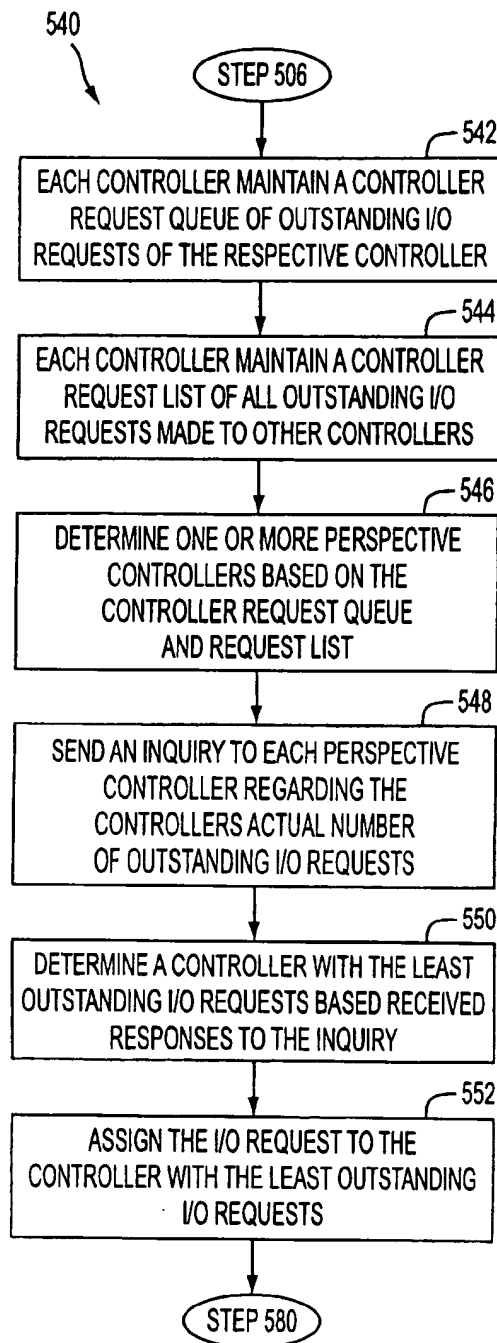 540
STEP 506
542
EACH CONTROLLER MAINTAIN A CONTROLLER
REQUEST QUEUE OF OUTSTANDING I/O
REQUESTS OF THE RESPECTIVE CONTROLLER
544
EACH CONTROLLER MAINTAIN A CONTROLLER
REQUEST LIST OF ALL OUTSTANDING I/O
REQUESTS MADE TO OTHER CONTROLLERS
546
DETERMINE ONE OR MORE PERSPECTIVE
CONTROLLERS BASED ON THE
CONTROLLER REQUEST QUEUE
AND REQUEST LIST
548
SEND AN INQUIRY TO EACH PERSPECTIVE
CONTROLLER REGARDING THE
CONTROLLERS ACTUAL NUMBER
OF OUTSTANDING I/O REQUESTS
550
DETERMINE A CONTROLLER WITH THE LEAST
OUTSTANDING I/O REQUESTS BASED RECEIVED
RESPONSES TO THE INQUIRY
552
ASSIGN THE I/O REQUEST TO THE
CONTROLLER WITH THE LEAST OUTSTANDING
I/O REQUESTS
STEP 580